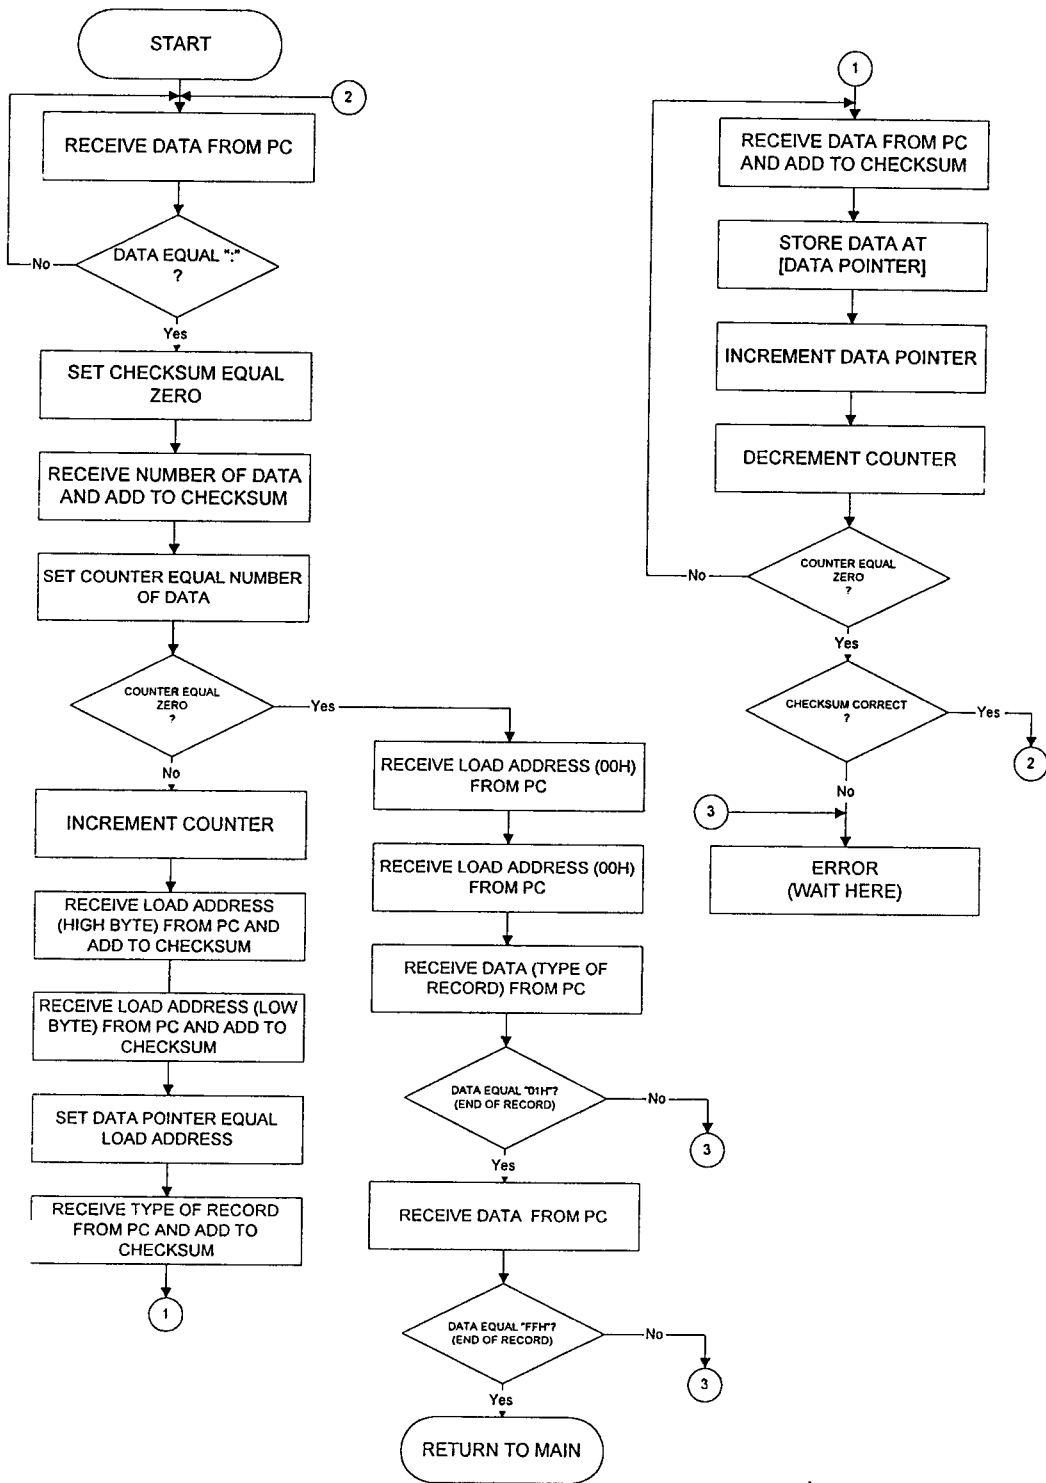 START
2
RECEIVE DATA FROM PC
DATA EQUAL ":"
?
No
Yes
SET CHECKSUM EQUAL
ZERO
RECEIVE NUMBER OF DATA
AND ADD TO CHECKSUM
SET COUNTER EQUAL NUMBER
OF DATA
COUNTER EQUAL
ZERO
?
Yes
No
INCREMENT COUNTER
RECEIVE LOAD ADDRESS
(HIGH BYTE) FROM PC AND
ADD TO CHECKSUM
RECEIVE LOAD ADDRESS (LOW
BYTE) FROM PC AND ADD TO
CHECKSUM
SET DATA POINTER EQUAL
LOAD ADDRESS
RECEIVE TYPE OF RECORD
FROM PC AND ADD TO
CHECKSUM
1
RECEIVE LOAD ADDRESS (00H)
FROM PC
RECEIVE LOAD ADDRESS (00H)
FROM PC
RECEIVE DATA (TYPE OF
RECORD) FROM PC
DATA EQUAL "01H"?
(END OF RECORD)
No
3
Yes
RECEIVE DATA FROM PC
DATA EQUAL "FFH"?
(END OF RECORD)
No
3
Yes
RETURN TO MAIN
1
RECEIVE DATA FROM PC
AND ADD TO CHECKSUM
STORE DATA AT
[DATA POINTER]
INCREMENT DATA POINTER
DECREMENT COUNTER
COUNTER EQUAL
ZERO
?
No
Yes
CHECKSUM CORRECT
?
Yes
2
No
3
ERROR
(WAIT HERE)